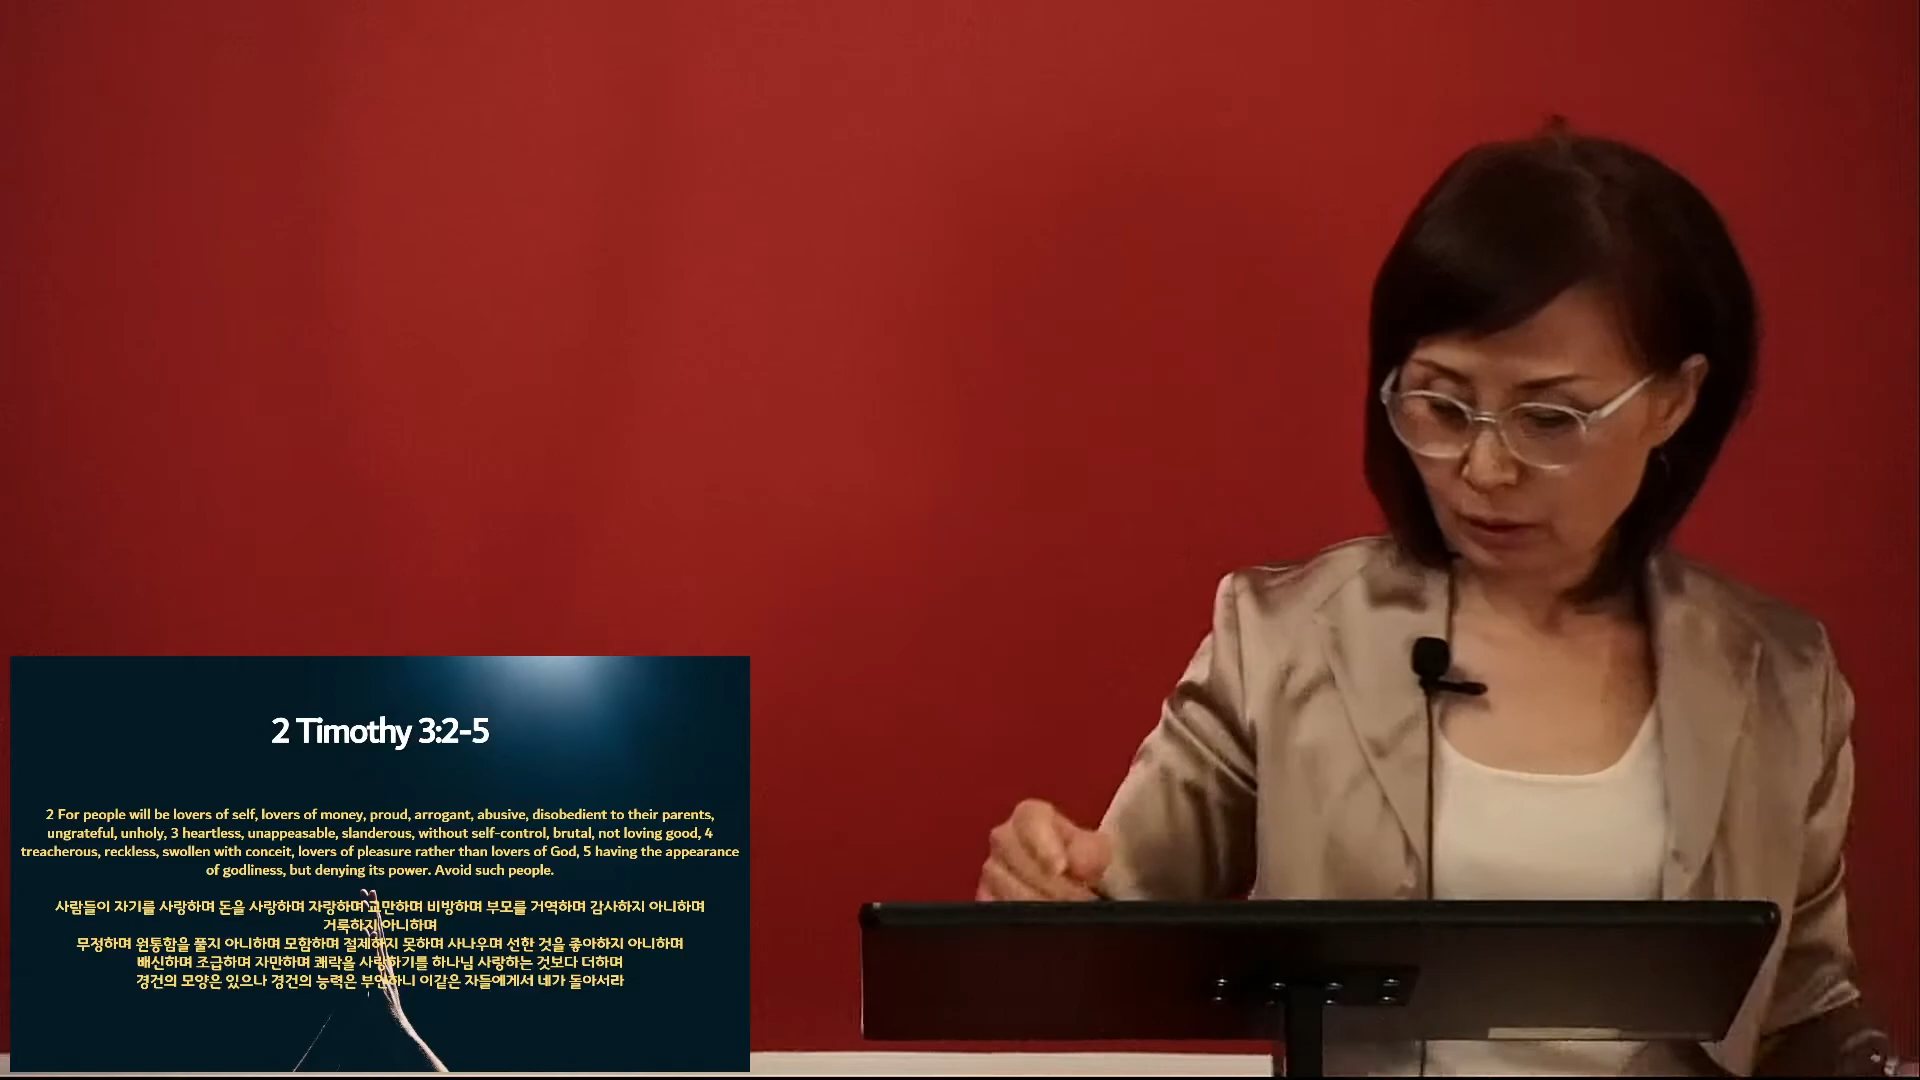 2 Timothy 3:2-5
2 For people will be lovers of self, lovers of money, proud, arrogant, abusive, disobedient to their parents,
ungrateful, unholy, 3 heartless, unappeasable, slanderous, without self-control, brutal, not loving good, 4
treacherous, reckless, swollen with conceit, lovers of pleasure rather than lovers of God, 5 having the appearance
of godliness, but denying its power. Avoid such people.
사람들이 자기를 사랑하며 돈을 사랑하며 자랑하며 교만하며 비방하며 부모를 거역하며 감사하지 아니하며
거룩하지 아니하며
무정하며 원통함을 풀지 아니하며 모함하며 절제하지 못하며 사나우며 선한 것을 좋아하지 아니하며
배신하며 조급하며 자만하며 쾌락을 사랑하기를 하나님 사랑하는 것보다 더하며
경건의 모양은 있으나 경건의 능력은 부인하니 이같은 자들에게서 네가 돌아서라